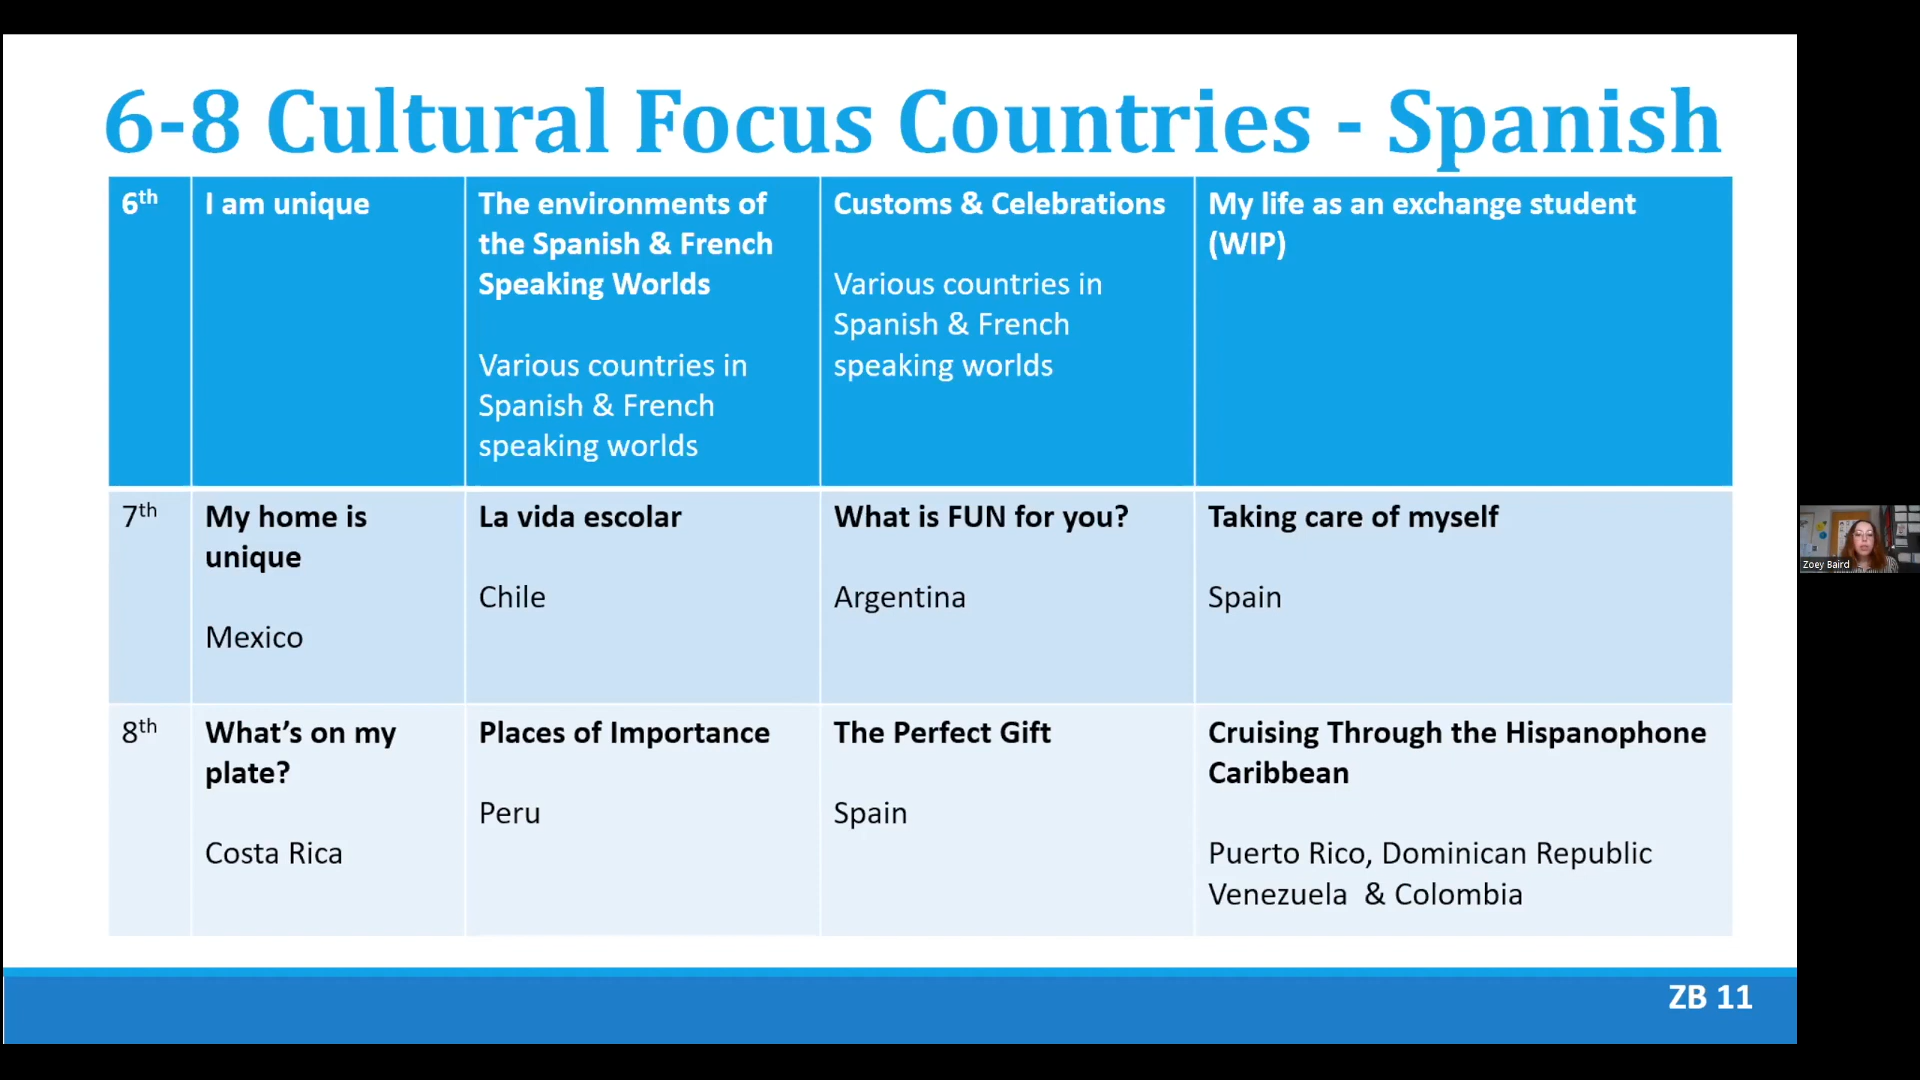 6-8 Cultural Focus Countries - Spanish
6th
I am unique
The environments of
the Spanish & French
Speaking Worlds
Various countries in
Spanish & French
speaking worlds
Customs & Celebrations
Various countries in
Spanish & French
speaking worlds
My life as an exchange student
(WIP)
7th
My home is
unique
Mexico
La vida escolar
Chile
What is FUN for you?
Argentina
Taking care of myself
Spain
8th
What's on my
plate?
Costa Rica
Places of Importance
Peru
The Perfect Gift
Spain
Cruising Through the Hispanophone
Caribbean
Puerto Rico, Dominican Republic
Venezuela & Colombia
ZB 11
Zoey Baird